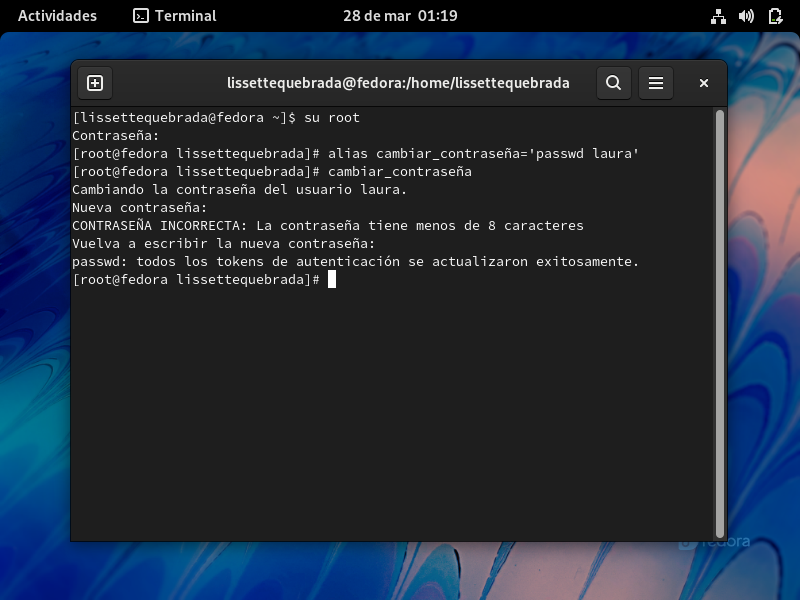 Actividades Terminal 28 de mar 01:19
lissettequebrada@fedora:/home/lissettequebrada
[lissettequebrada@fedora ~]$ su root
Contraseña:
[root@fedora lissettequebrada]# alias cambiar_contraseña='passwd laura'
[root@fedora lissettequebrada]# cambiar_contraseña
Cambiando la contraseña del usuario laura.
Nueva contraseña:
CONTRASEÑA INCORRECTA: La contraseña tiene menos de 8 caracteres
Vuelva a escribir la nueva contraseña:
passwd: todos los tokens de autenticación se actualizaron exitosamente.
[root@fedora lissettequebrada]#
fedora